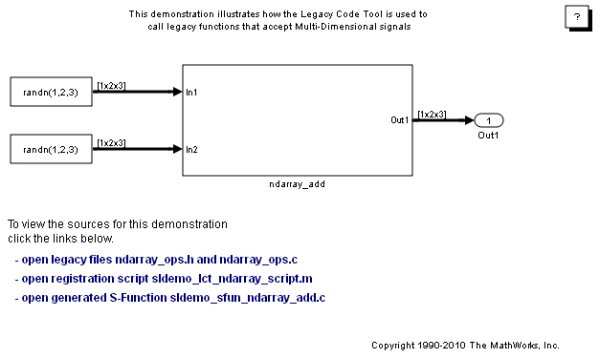 This demonstration illustrates how the Legacy Code Tool is used to
call legacy functions that accept Multi-Dimensional signals
?
randn(1,2,3)
[1x2x3]
In1
Out1
[1x2x3]
1
Out1
randn(1,2,3)
[1x2x3]
In2
ndarray_add
To view the sources for this demonstration
click the links below.
- open legacy files ndarray_ops.h and ndarray_ops.c
- open registration script sldemo_lct_ndarray_script.m
- open generated S-Function sldemo_sfun_ndarray_add.c
Copyright 1990-2010 The MathWorks, Inc.